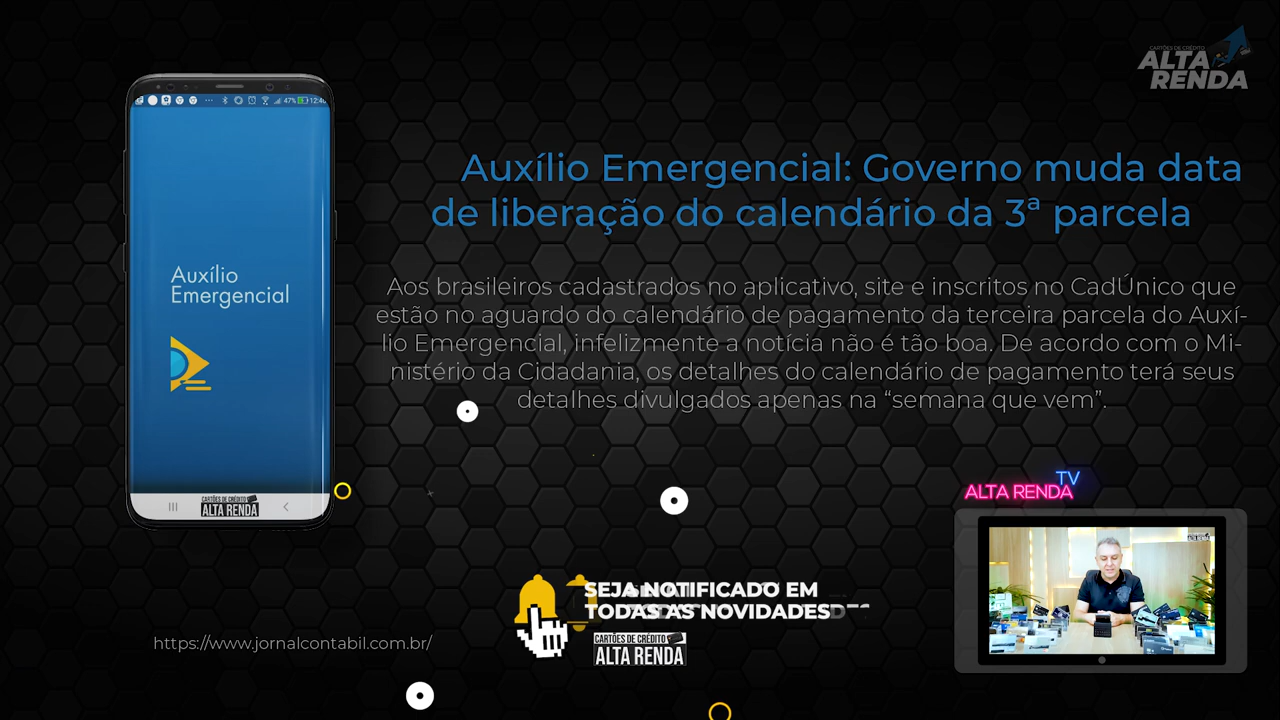 CARTÕES DE CRÉDITO
ALTA
RENDA
47% 12:40
Auxílio Emergencial: Governo muda data
de liberação do calendário da 3ª parcela
Auxílio
Emergencial
Aos brasileiros cadastrados no aplicativo, site e inscritos no CadÚnico que
estão no aguardo do calendário de pagamento da terceira parcela do Auxí-
lio Emergencial, infelizmente a notícia não é tão boa. De acordo com o Mi-
nistério da Cidadania, os detalhes do calendário de pagamento terá seus
detalhes divulgados apenas na “semana que vem”.
CARTÕES DE CRÉDITO
ALTA RENDA
TV
ALTA RENDA
SEJA NOTIFICADO EM
TODAS AS NOVIDADES
CARTÕES DE CRÉDITO
ALTA RENDA
https://www.jornalcontabil.com.br/